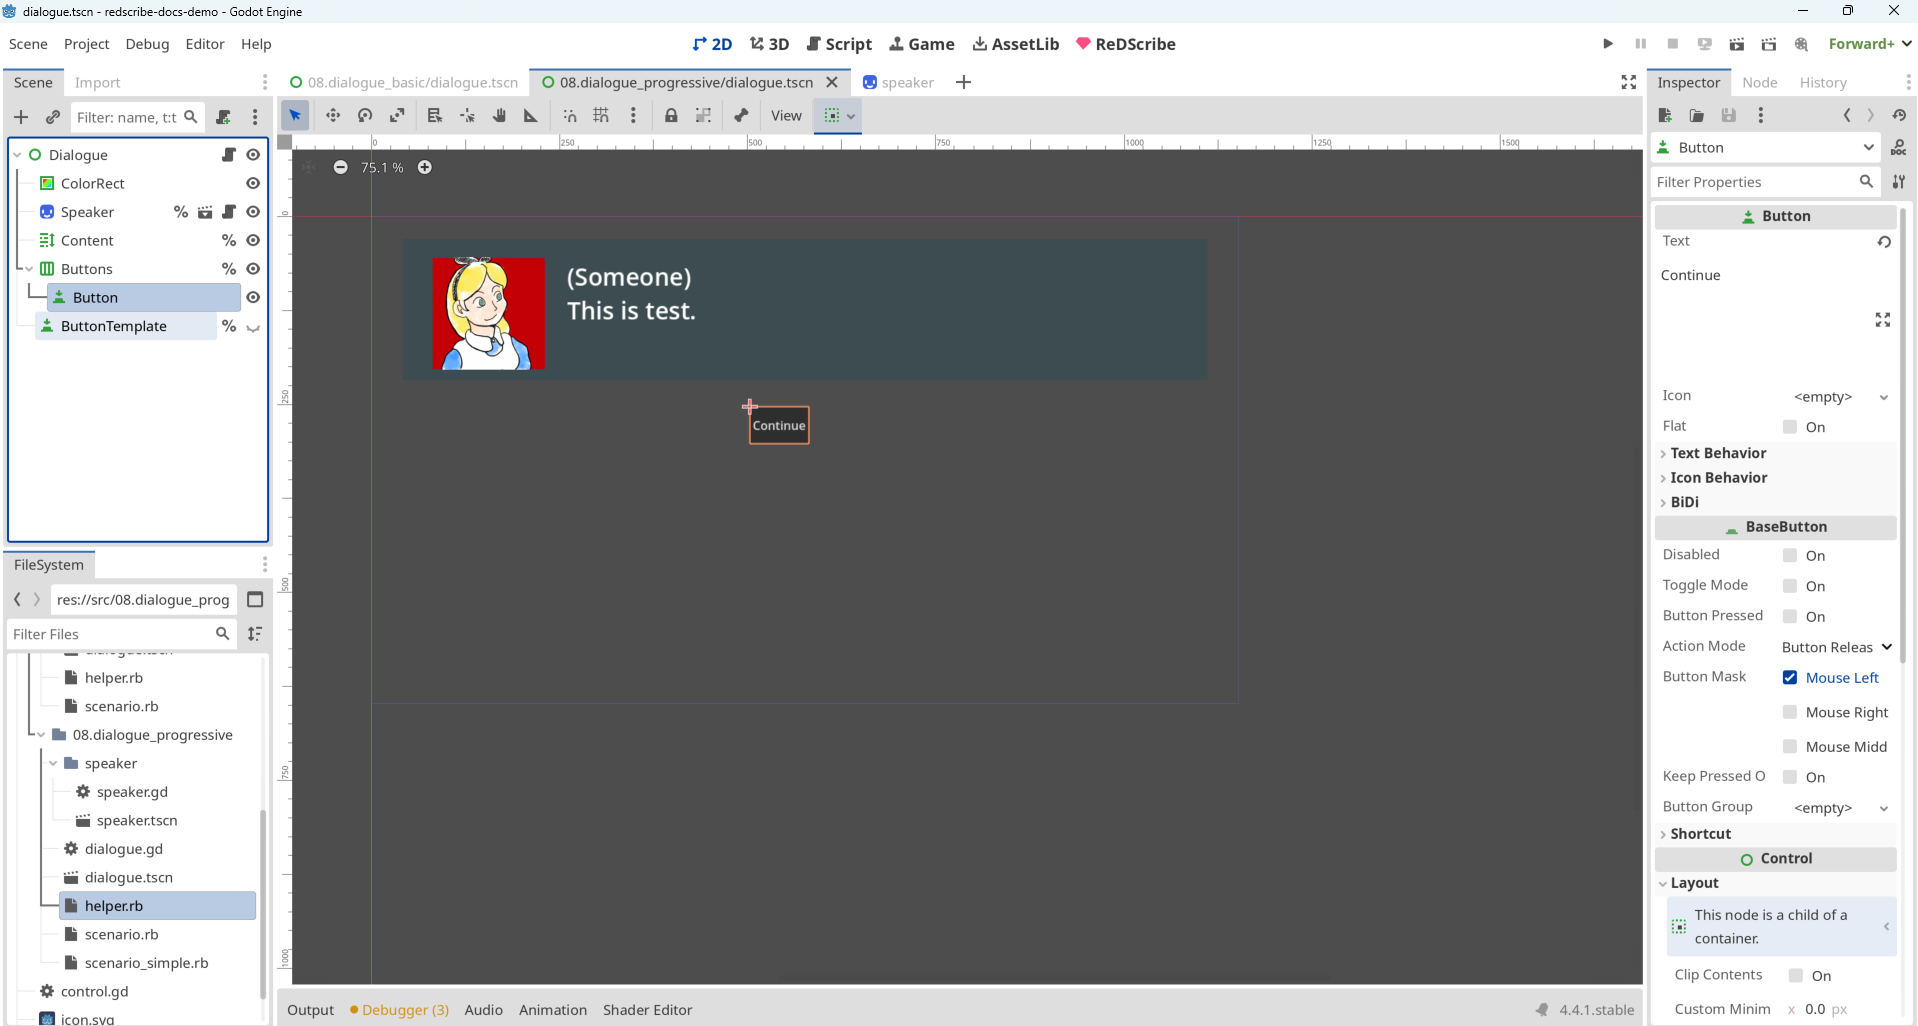 dialogue.tscn - redscribe-docs-demo - Godot Engine
Scene Project Debug Editor Help
2D 3D Script Game AssetLib ReDScribe
Forward+
Scene Import
08.dialogue_basic/dialogue.tscn 08.dialogue_progressive/dialogue.tscn speaker
Inspector Node History
Filter: name, t:t
View
Button
DOC
Filter Properties
Dialogue
ColorRect
Speaker %
Content %
Buttons %
Button
ButtonTemplate %
0 250 500 750 1000 1250 1500
0
250
500
750
1000
75.1 %
(Someone)
This is test.
Continue
Button
Text
Continue
Icon <empty>
Flat On
Text Behavior
Icon Behavior
BiDi
BaseButton
Disabled On
Toggle Mode On
Button Pressed On
Action Mode Button Releas
Button Mask Mouse Left
Mouse Right
Mouse Midd
Keep Pressed O On
Button Group <empty>
Shortcut
Control
Layout
This node is a child of a
container.
Clip Contents On
Custom Minim x 0.0 px
FileSystem
res://src/08.dialogue_prog
Filter Files
helper.rb
scenario.rb
08.dialogue_progressive
speaker
speaker.gd
speaker.tscn
dialogue.gd
dialogue.tscn
helper.rb
scenario.rb
scenario_simple.rb
control.gd
icon.svg
Output Debugger (3) Audio Animation Shader Editor
4.4.1.stable